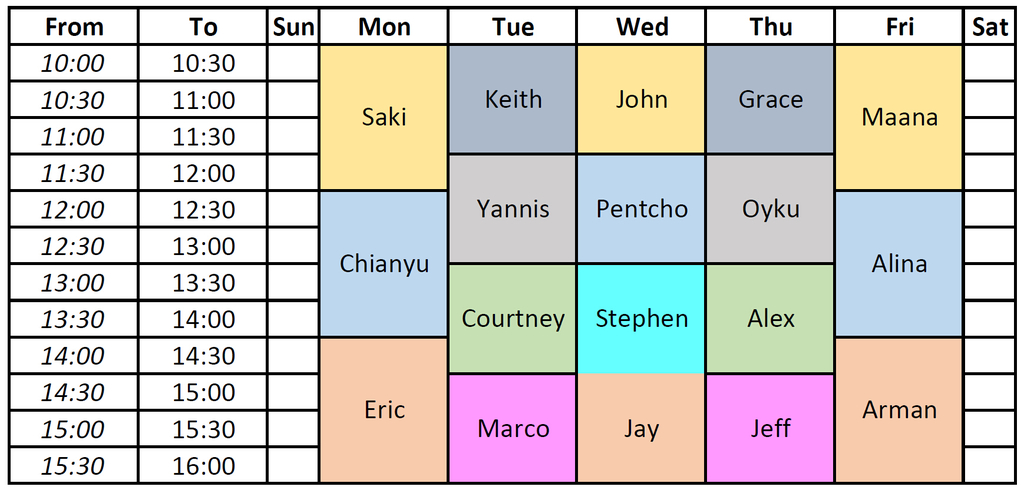 From To Sun Mon Tue Wed Thu Fri Sat
10:00 10:30
10:30 11:00 Keith John Grace
Saki Maana
11:00 11:30
11:30 12:00
12:00 12:30 Yannis Pentcho Oyku
12:30 13:00
Chianyu Alina
13:00 13:30
13:30 14:00 Courtney Stephen Alex
14:00 14:30
14:30 15:00
Eric Arman
15:00 15:30 Marco Jay Jeff
15:30 16:00